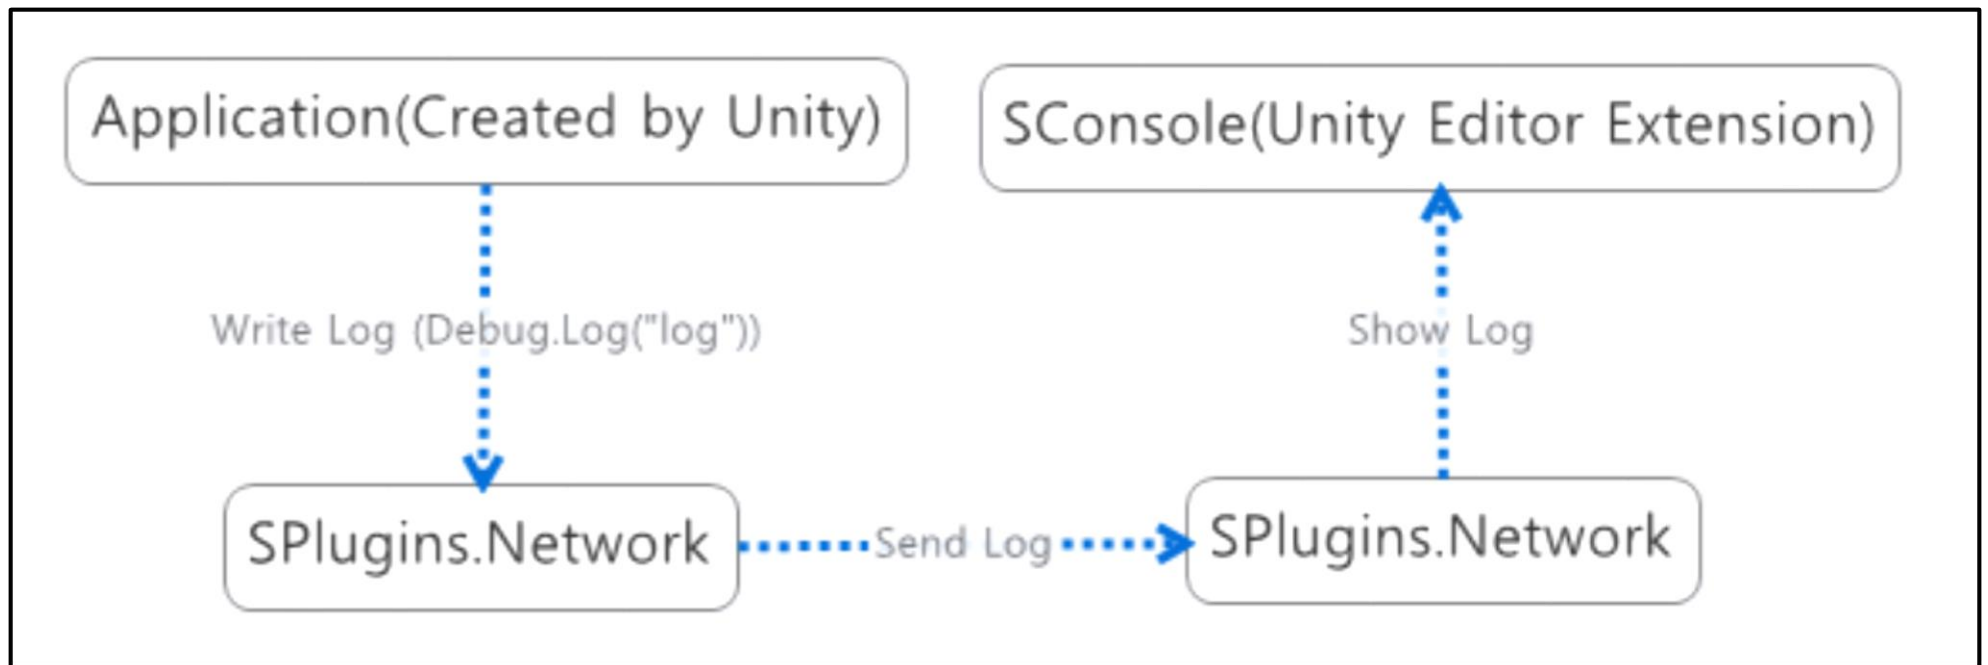 Application(Created by Unity)
SConsole(Unity Editor Extension)
Write Log (Debug.Log("log"))
Show Log
SPlugins.Network
Send Log
SPlugins.Network